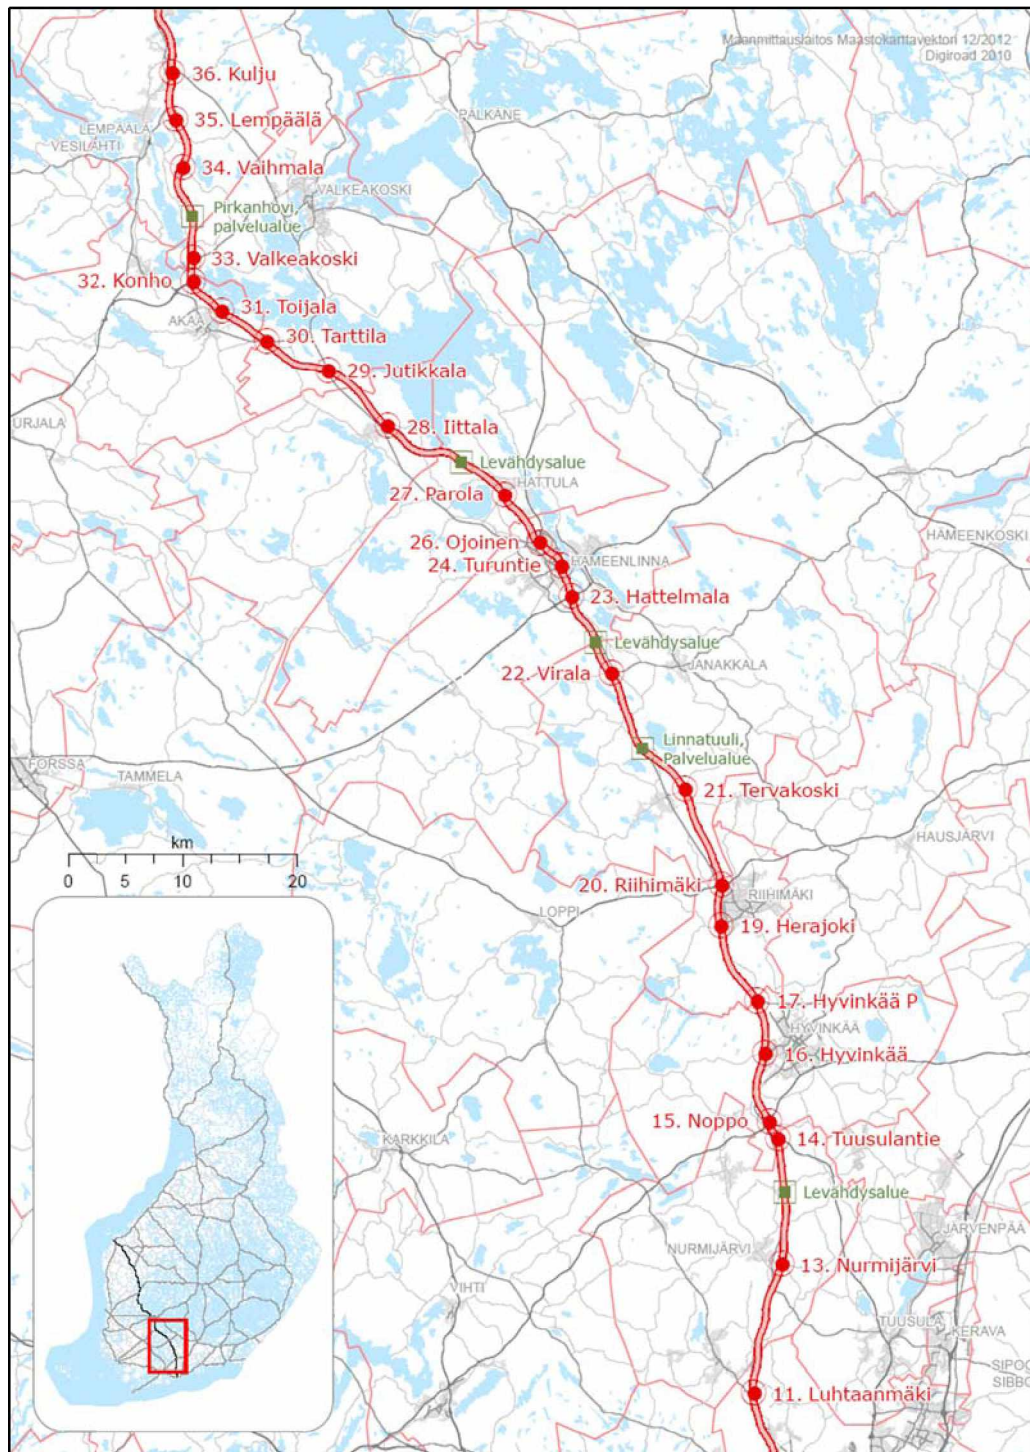 Maanmittauslaitos Maastokarttavektori 12/2012
Digiroad 2010
36. Kulju
35. Lempäälä
LEMPÄÄLÄ
VESILAHTI
PÄLKÄNE
34. Vaihmala
VALKEAKOSKI
Pirkanhovi,
palvelualue
33. Valkeakoski
32. Konho
31. Toijala
AKAA
30. Tarttila
29. Jutikkala
URJALA
28. Iittala
Levähdysalue
HATTULA
27. Parola
26. Ojoinen
HÄMEENKOSKI
24. Turuntie
HÄMEENLINNA
23. Hattelmala
Levähdysalue
JANAKKALA
22. Virala
Linnatuuli,
Palvelualue
FORSSA
TAMMELA
21. Tervakoski
HAUSJÄRVI
km
0 5 10 20
20. Riihimäki
RIIHIMÄKI
LOPPI
19. Herajoki
17. Hyvinkää P
HYVINKÄÄ
16. Hyvinkää
15. Noppo
14. Tuusulantie
KARKKILA
Levähdysalue
JÄRVENPÄÄ
NURMIJÄRVI
13. Nurmijärvi
VIHTI
TUUSULA
KERAVA
SIPOO
SIBBO
11. Luhtaanmäki